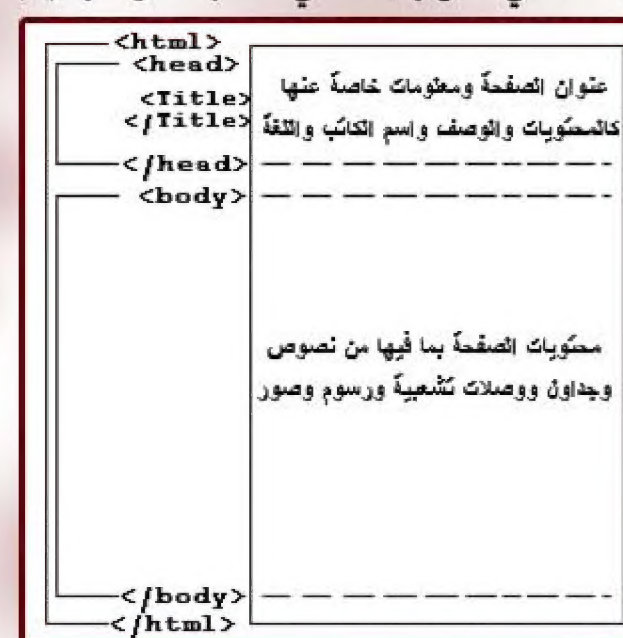 <html>
<head>
<Title>
</Title>
عنوان الصفحة ومعلومات خاصة عنها
كالمحتويات والوصف واسم الكاتب واللغة
</head>
<body>
محتويات الصفحة بما فيها من نصوص
وجداول ووصلات تشعبية ورسوم وصور
</body>
</html>